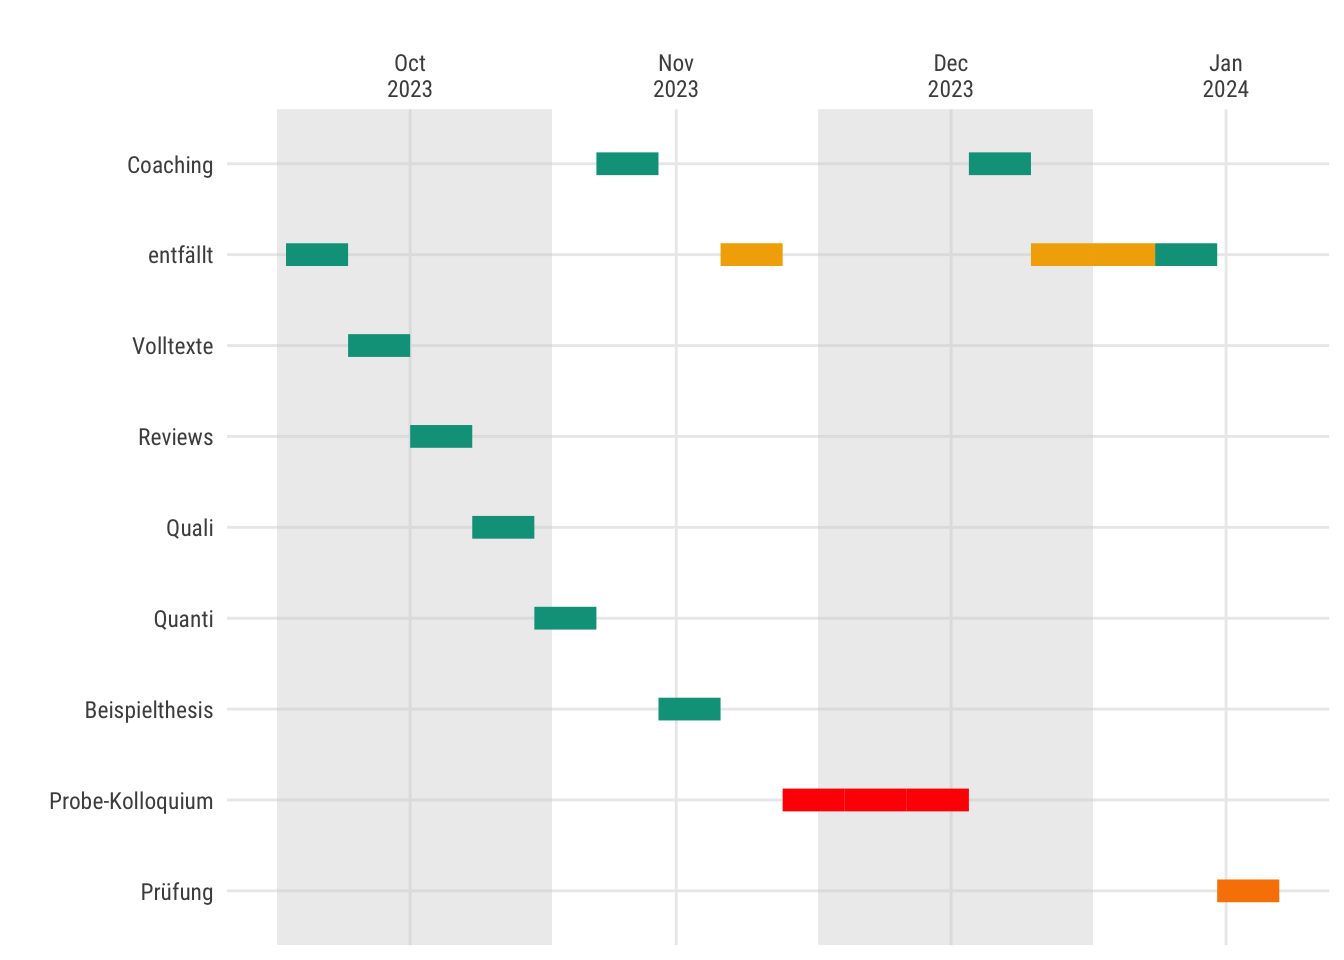 Oct
2023
Nov
2023
Dec
2023
Jan
2024
Coaching
entfällt
Volltexte
Reviews
Quali
Quanti
Beispielthesis
Probe-Kolloquium
Prüfung